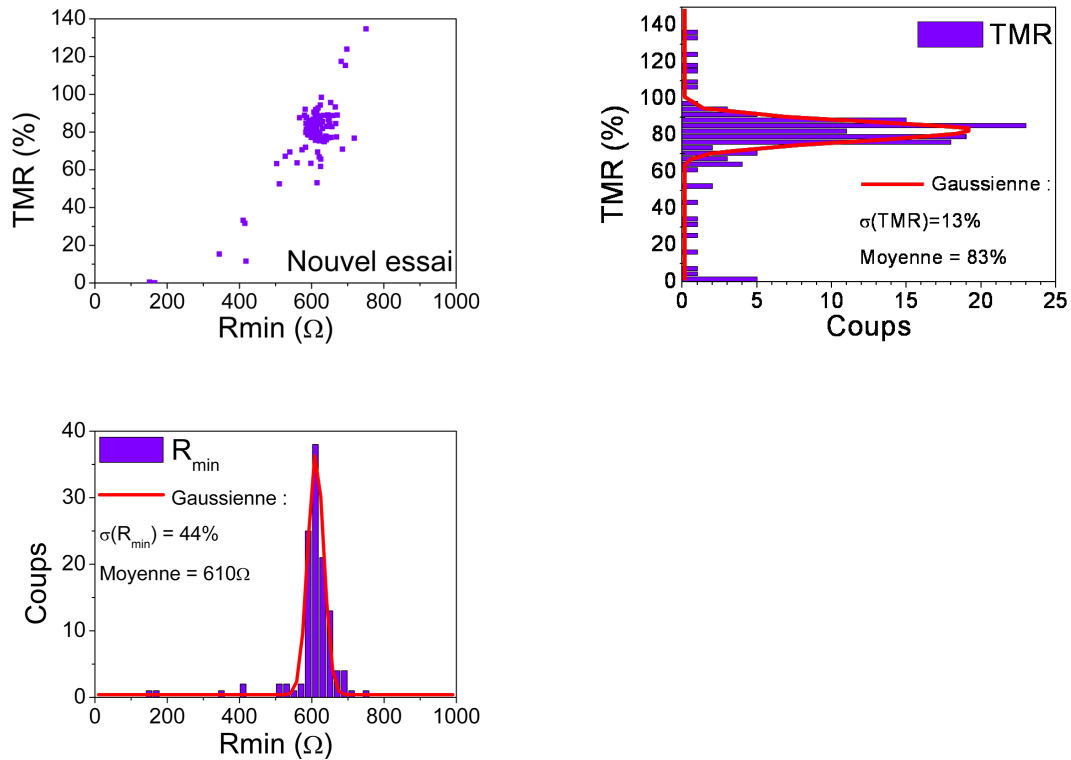 140
120
100
80
60
40
20
0
TMR (%)
Nouvel essai
0 200 400 600 800 1000
Rmin (Ω)
140
120
100
80
60
40
20
0
TMR (%)
TMR
Gaussienne :
σ(TMR)=13%
Moyenne = 83%
0 5 10 15 20 25
Coups
40
30
20
10
0
Coups
Rmin
Gaussienne :
σ(Rmin) = 44%
Moyenne = 610Ω
0 200 400 600 800 1000
Rmin (Ω)